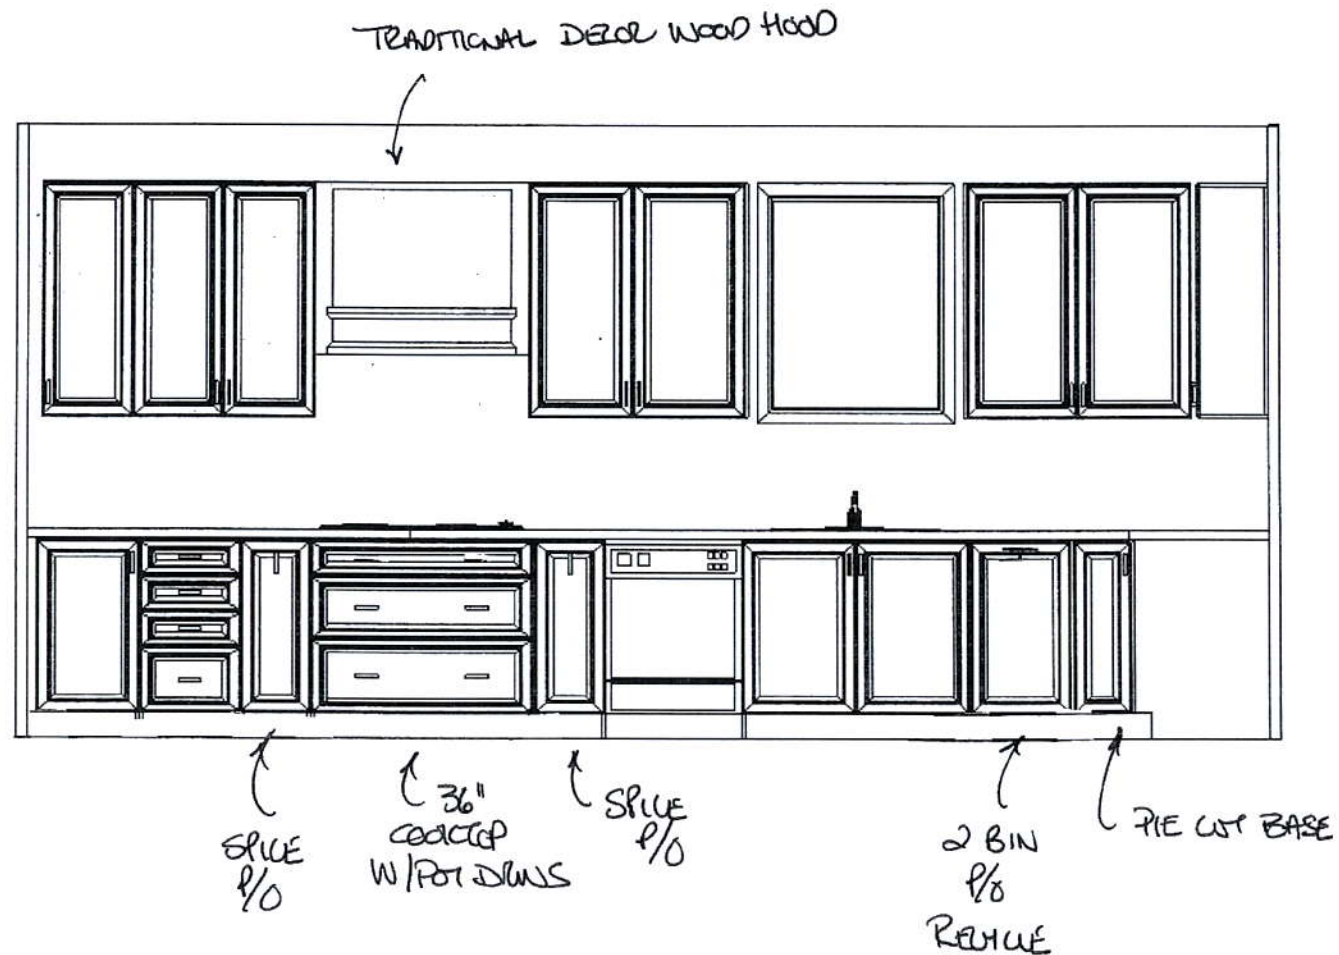 TRADITIONAL DECOR WOOD HOOD
SPICE
P/O
36"
COOKTOP
W/POT DRWS
SPICE
P/O
2 BIN
P/O
RECYCLE
PIE CUT BASE